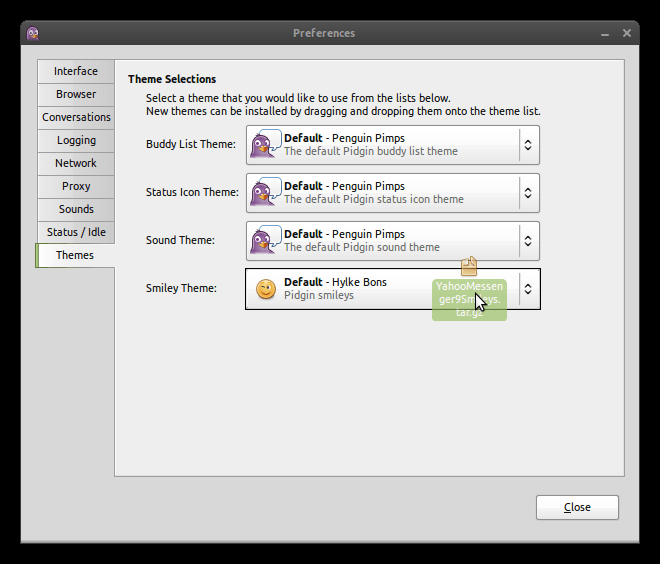 Preferences
Interface
Browser
Conversations
Logging
Network
Proxy
Sounds
Status / Idle
Themes
Theme Selections
Select a theme that you would like to use from the lists below.
New themes can be installed by dragging and dropping them onto the theme list.
Buddy List Theme:
Default - Penguin Pimps
The default Pidgin buddy list theme
Status Icon Theme:
Default - Penguin Pimps
The default Pidgin status icon theme
Sound Theme:
Default - Penguin Pimps
The default Pidgin sound theme
Smiley Theme:
Default - Hylke Bons
Pidgin smileys
YahooMessen
ger9Smileys.
tar.gz
Close